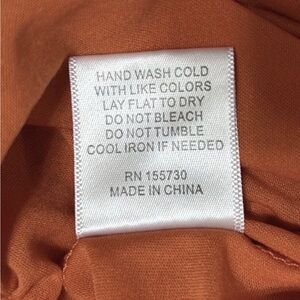 HAND WASH COLD
WITH LIKE COLORS
LAY FLAT TO DRY
DO NOT BLEACH
DO NOT TUMBLE
COOL IRON IF NEEDED
RN 155730
MADE IN CHINA